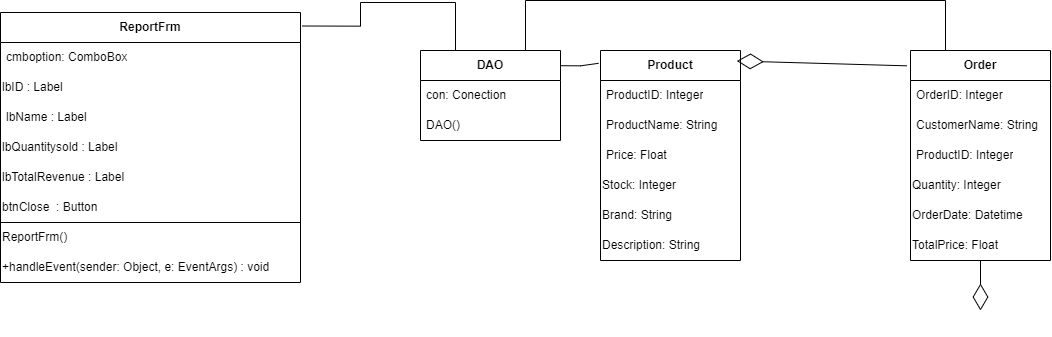 ReportFrm
cmboption: ComboBox
lbID : Label
lbName : Label
lbQuantitysold : Label
lbTotalRevenue : Label
btnClose : Button
ReportFrm()
+handleEvent(sender: Object, e: EventArgs) : void
DAO
con: Conection
DAO()
Product
ProductID: Integer
ProductName: String
Price: Float
Stock: Integer
Brand: String
Description: String
Order
OrderID: Integer
CustomerName: String
ProductID: Integer
Quantity: Integer
OrderDate: Datetime
TotalPrice: Float